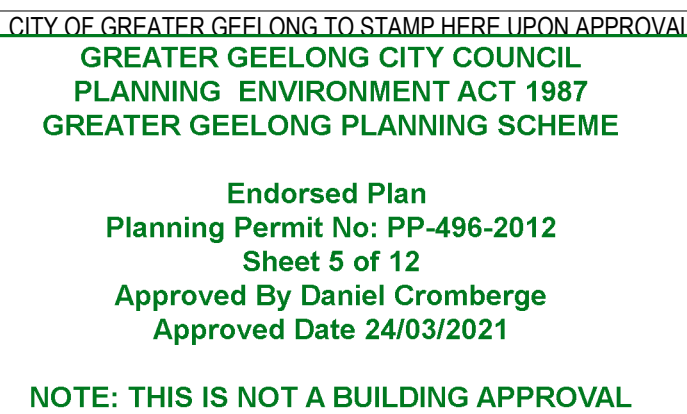 CITY OF GREATER GEELONG TO STAMP HERE UPON APPROVAL
GREATER GEELONG CITY COUNCIL
PLANNING ENVIRONMENT ACT 1987
GREATER GEELONG PLANNING SCHEME
Endorsed Plan
Planning Permit No: PP-496-2012
Sheet 5 of 12
Approved By Daniel Cromberge
Approved Date 24/03/2021
NOTE: THIS IS NOT A BUILDING APPROVAL